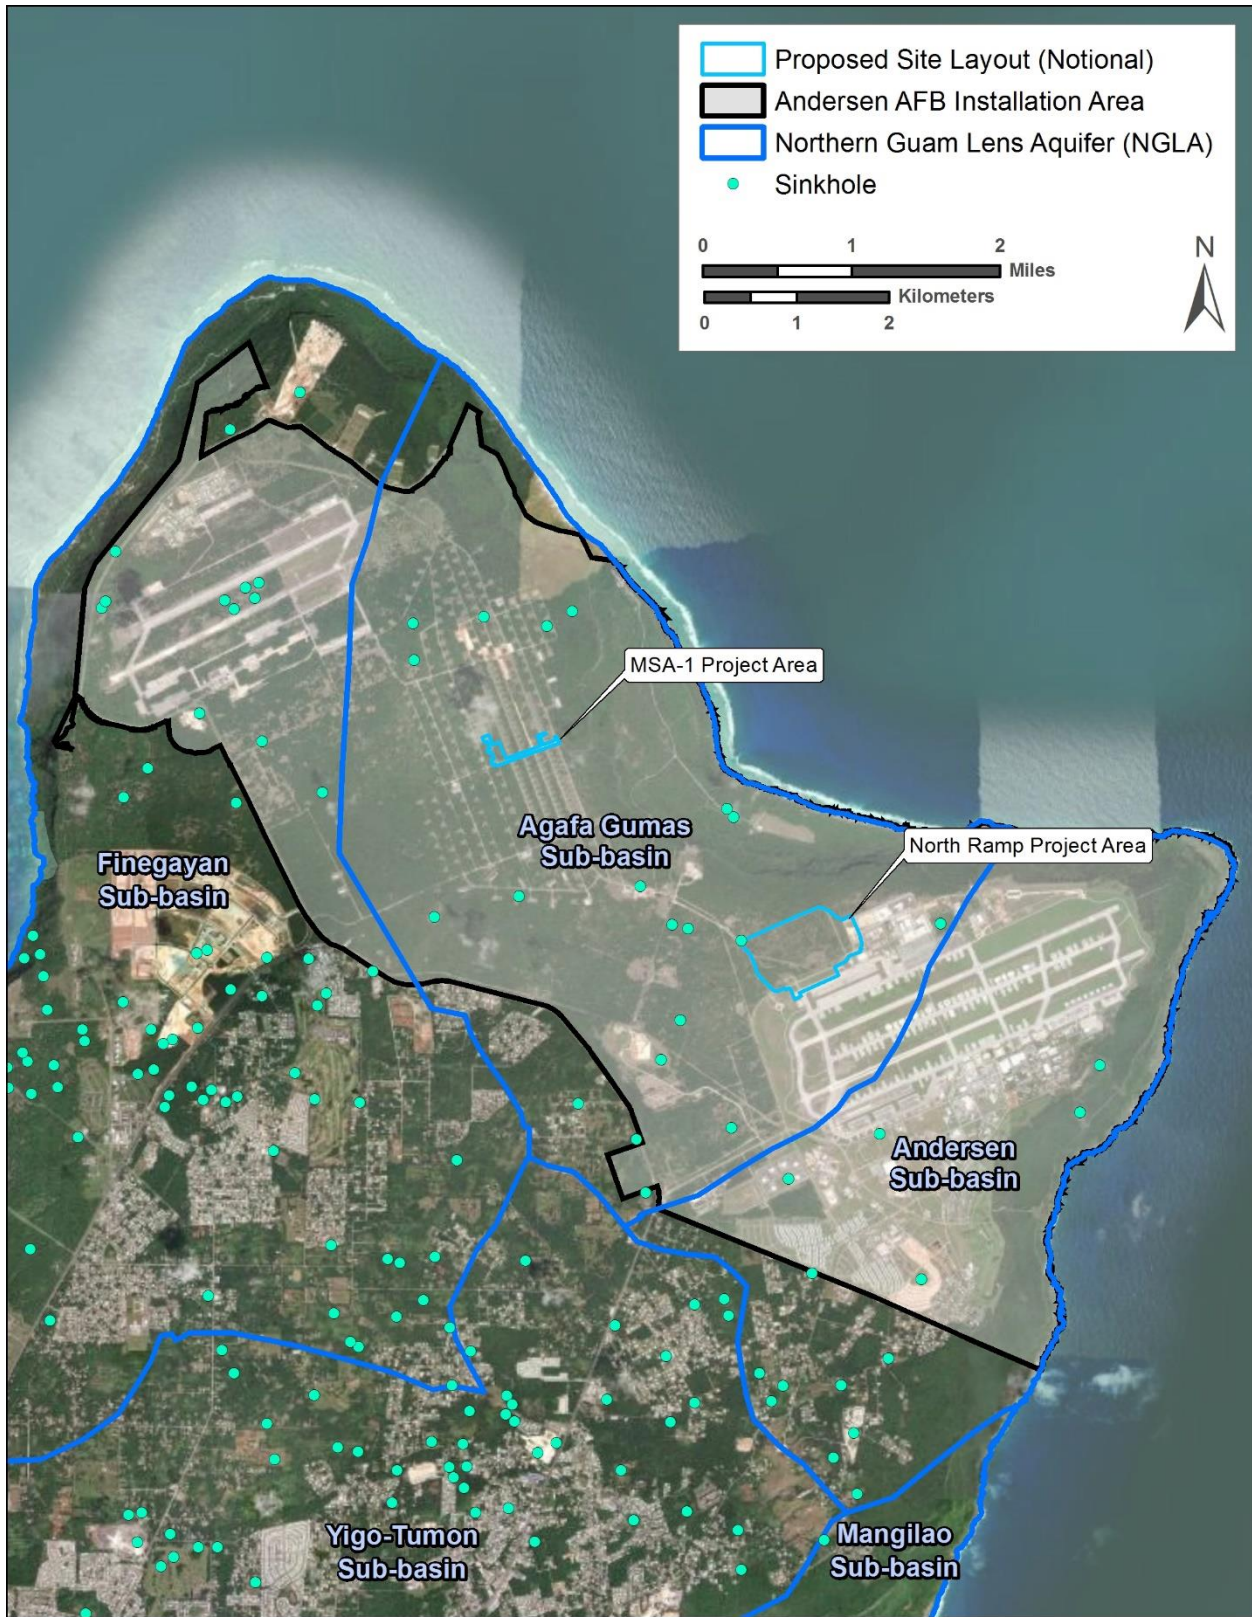 Proposed Site Layout (Notional)
Andersen AFB Installation Area
Northern Guam Lens Aquifer (NGLA)
Sinkhole
0 1 2
Miles
Kilometers
0 1 2
N
MSA-1 Project Area
Agafa Gumas
Sub-basin
North Ramp Project Area
Finegayan
Sub-basin
Andersen
Sub-basin
Yigo-Tumon
Sub-basin
Mangilao
Sub-basin